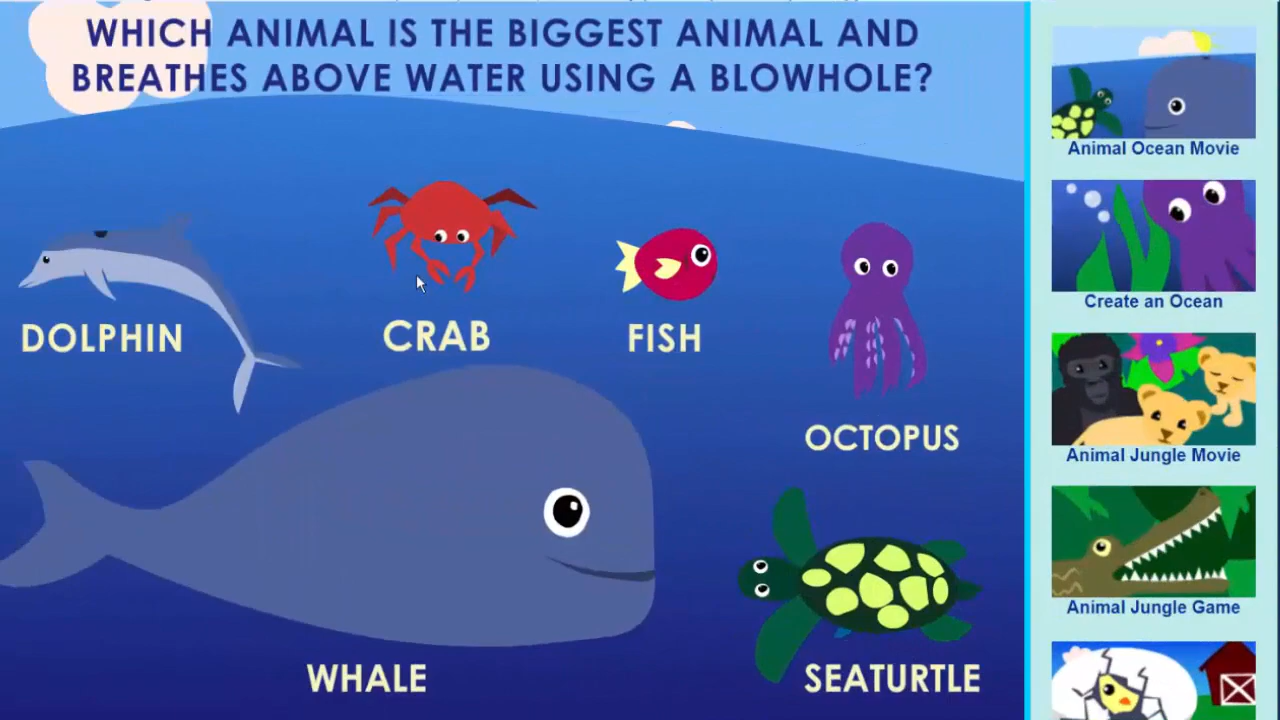 WHICH ANIMAL IS THE BIGGEST ANIMAL AND
BREATHES ABOVE WATER USING A BLOWHOLE?
DOLPHIN
CRAB
FISH
OCTOPUS
WHALE
SEATURTLE
Animal Ocean Movie
Create an Ocean
Animal Jungle Movie
Animal Jungle Game